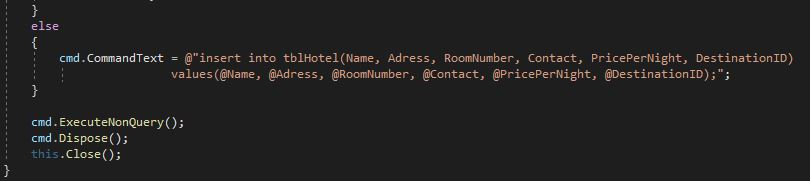 }
else
{
cmd.CommandText = @"insert into tblHotel(Name, Adress, RoomNumber, Contact, PricePerNight, DestinationID)
values(@Name, @Adress, @RoomNumber, @Contact, @PricePerNight, @DestinationID);";
}
cmd.ExecuteNonQuery();
cmd.Dispose();
this.Close();
}